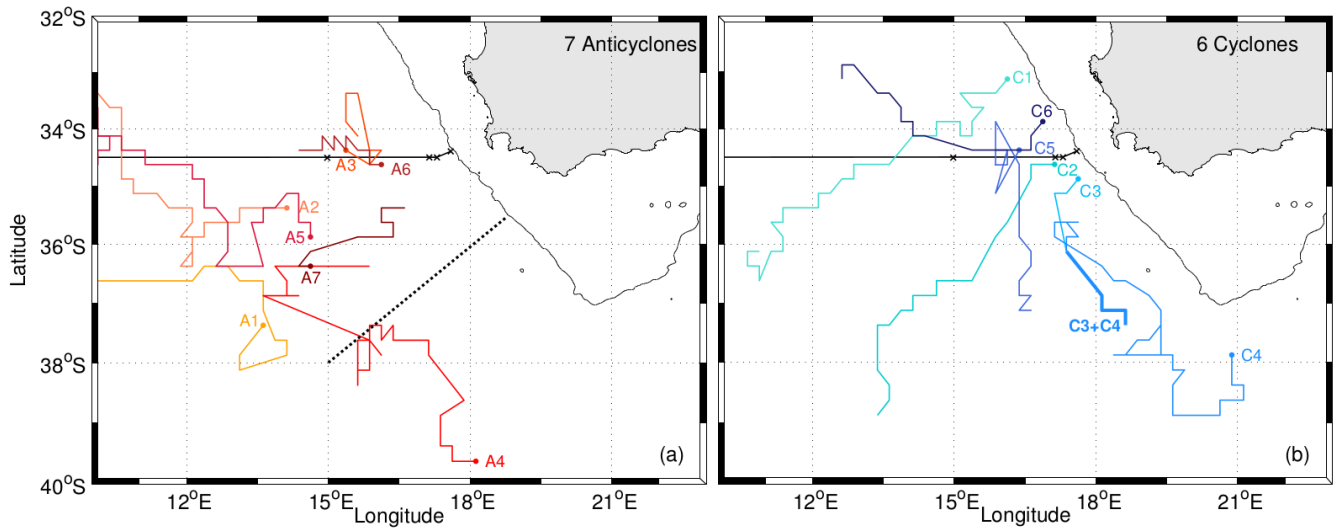 32°S
34°S
36°S
38°S
40°S
Latitude
7 Anticyclones
A3
A6
A2
A5
A7
A1
A4
(a)
12°E
15°E
18°E
21°E
Longitude
6 Cyclones
C1
C6
C5
C2
C3
C3+C4
C4
(b)
12°E
15°E
18°E
21°E
Longitude